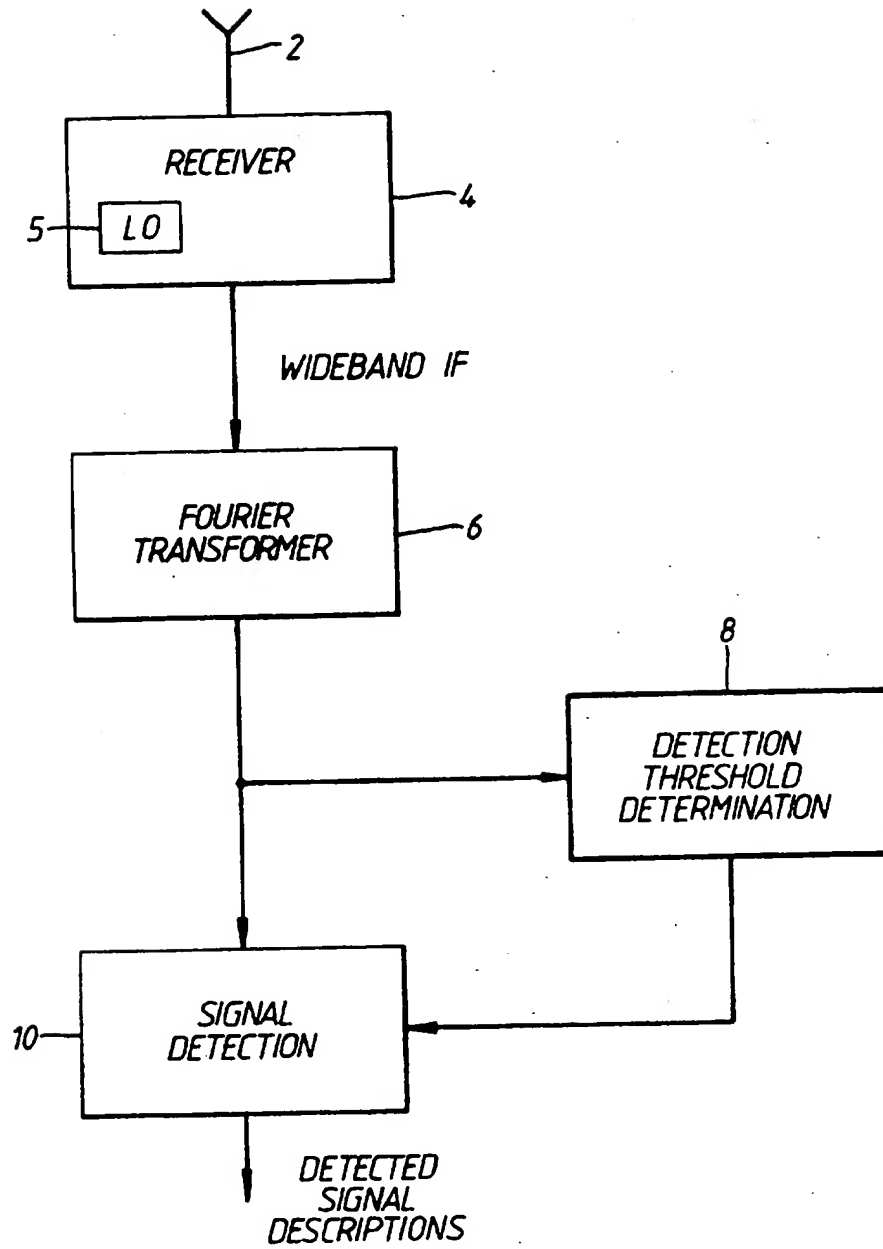 2
RECEIVER
4
5
LO
WIDEBAND IF
FOURIER
TRANSFORMER
6
8
DETECTION
THRESHOLD
DETERMINATION
SIGNAL
DETECTION
10
DETECTED
SIGNAL
DESCRIPTIONS